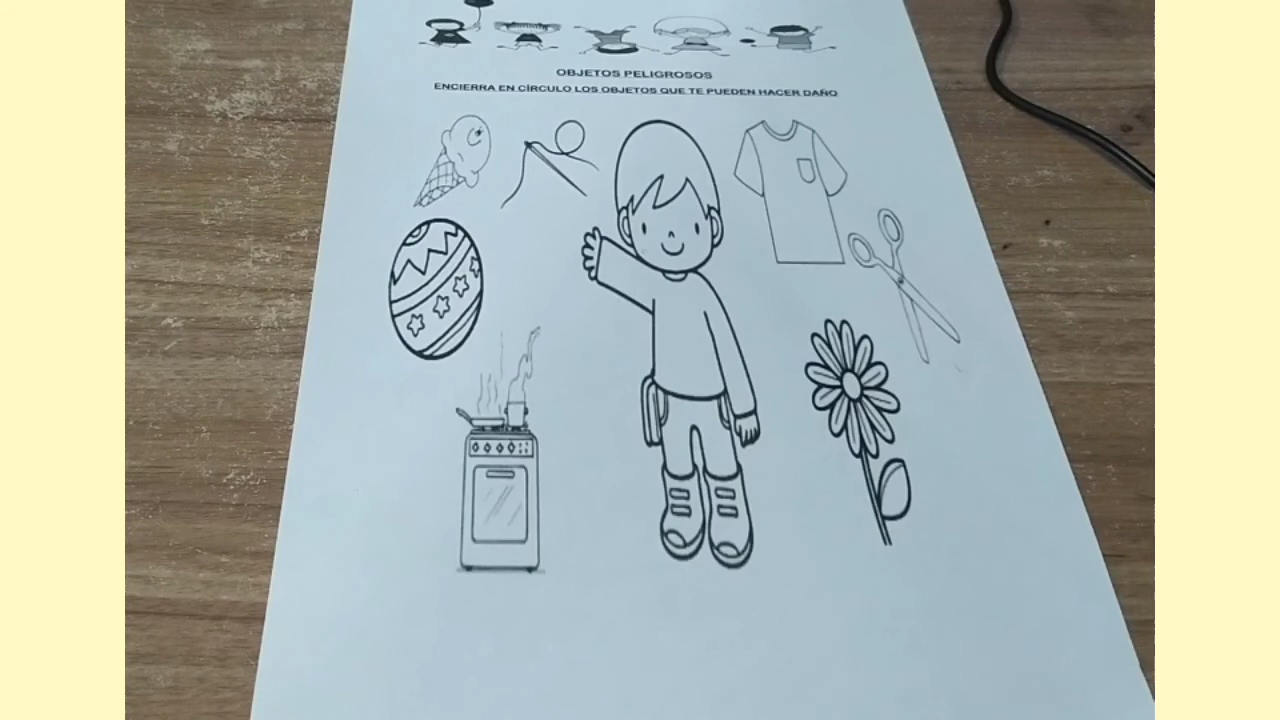 OBJETOS PELIGROSOS
ENCIERRA EN CÍRCULO LOS OBJETOS QUE TE PUEDEN HACER DAÑO